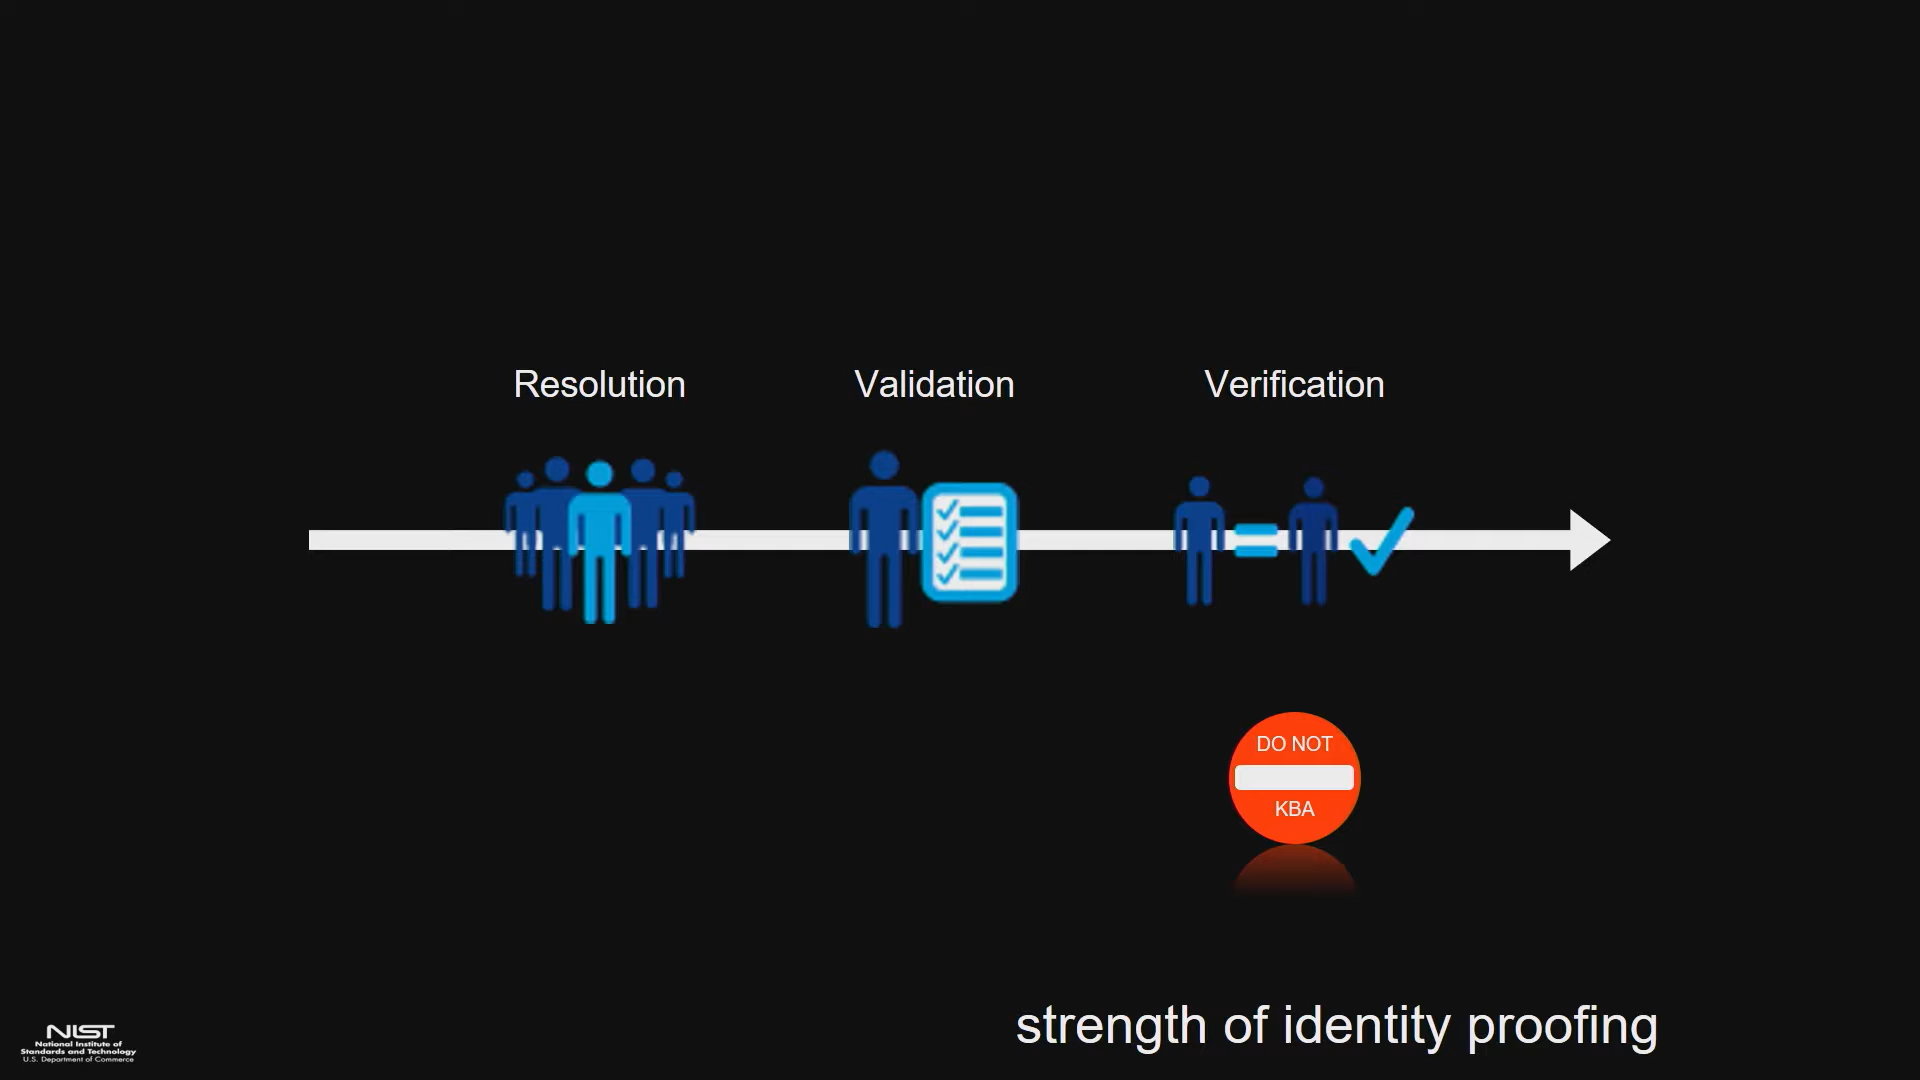 Resolution
Validation
Verification
DO NOT
KBA
strength of identity proofing
NIST
National Institute of
Standards and Technology
U.S. Department of Commerce